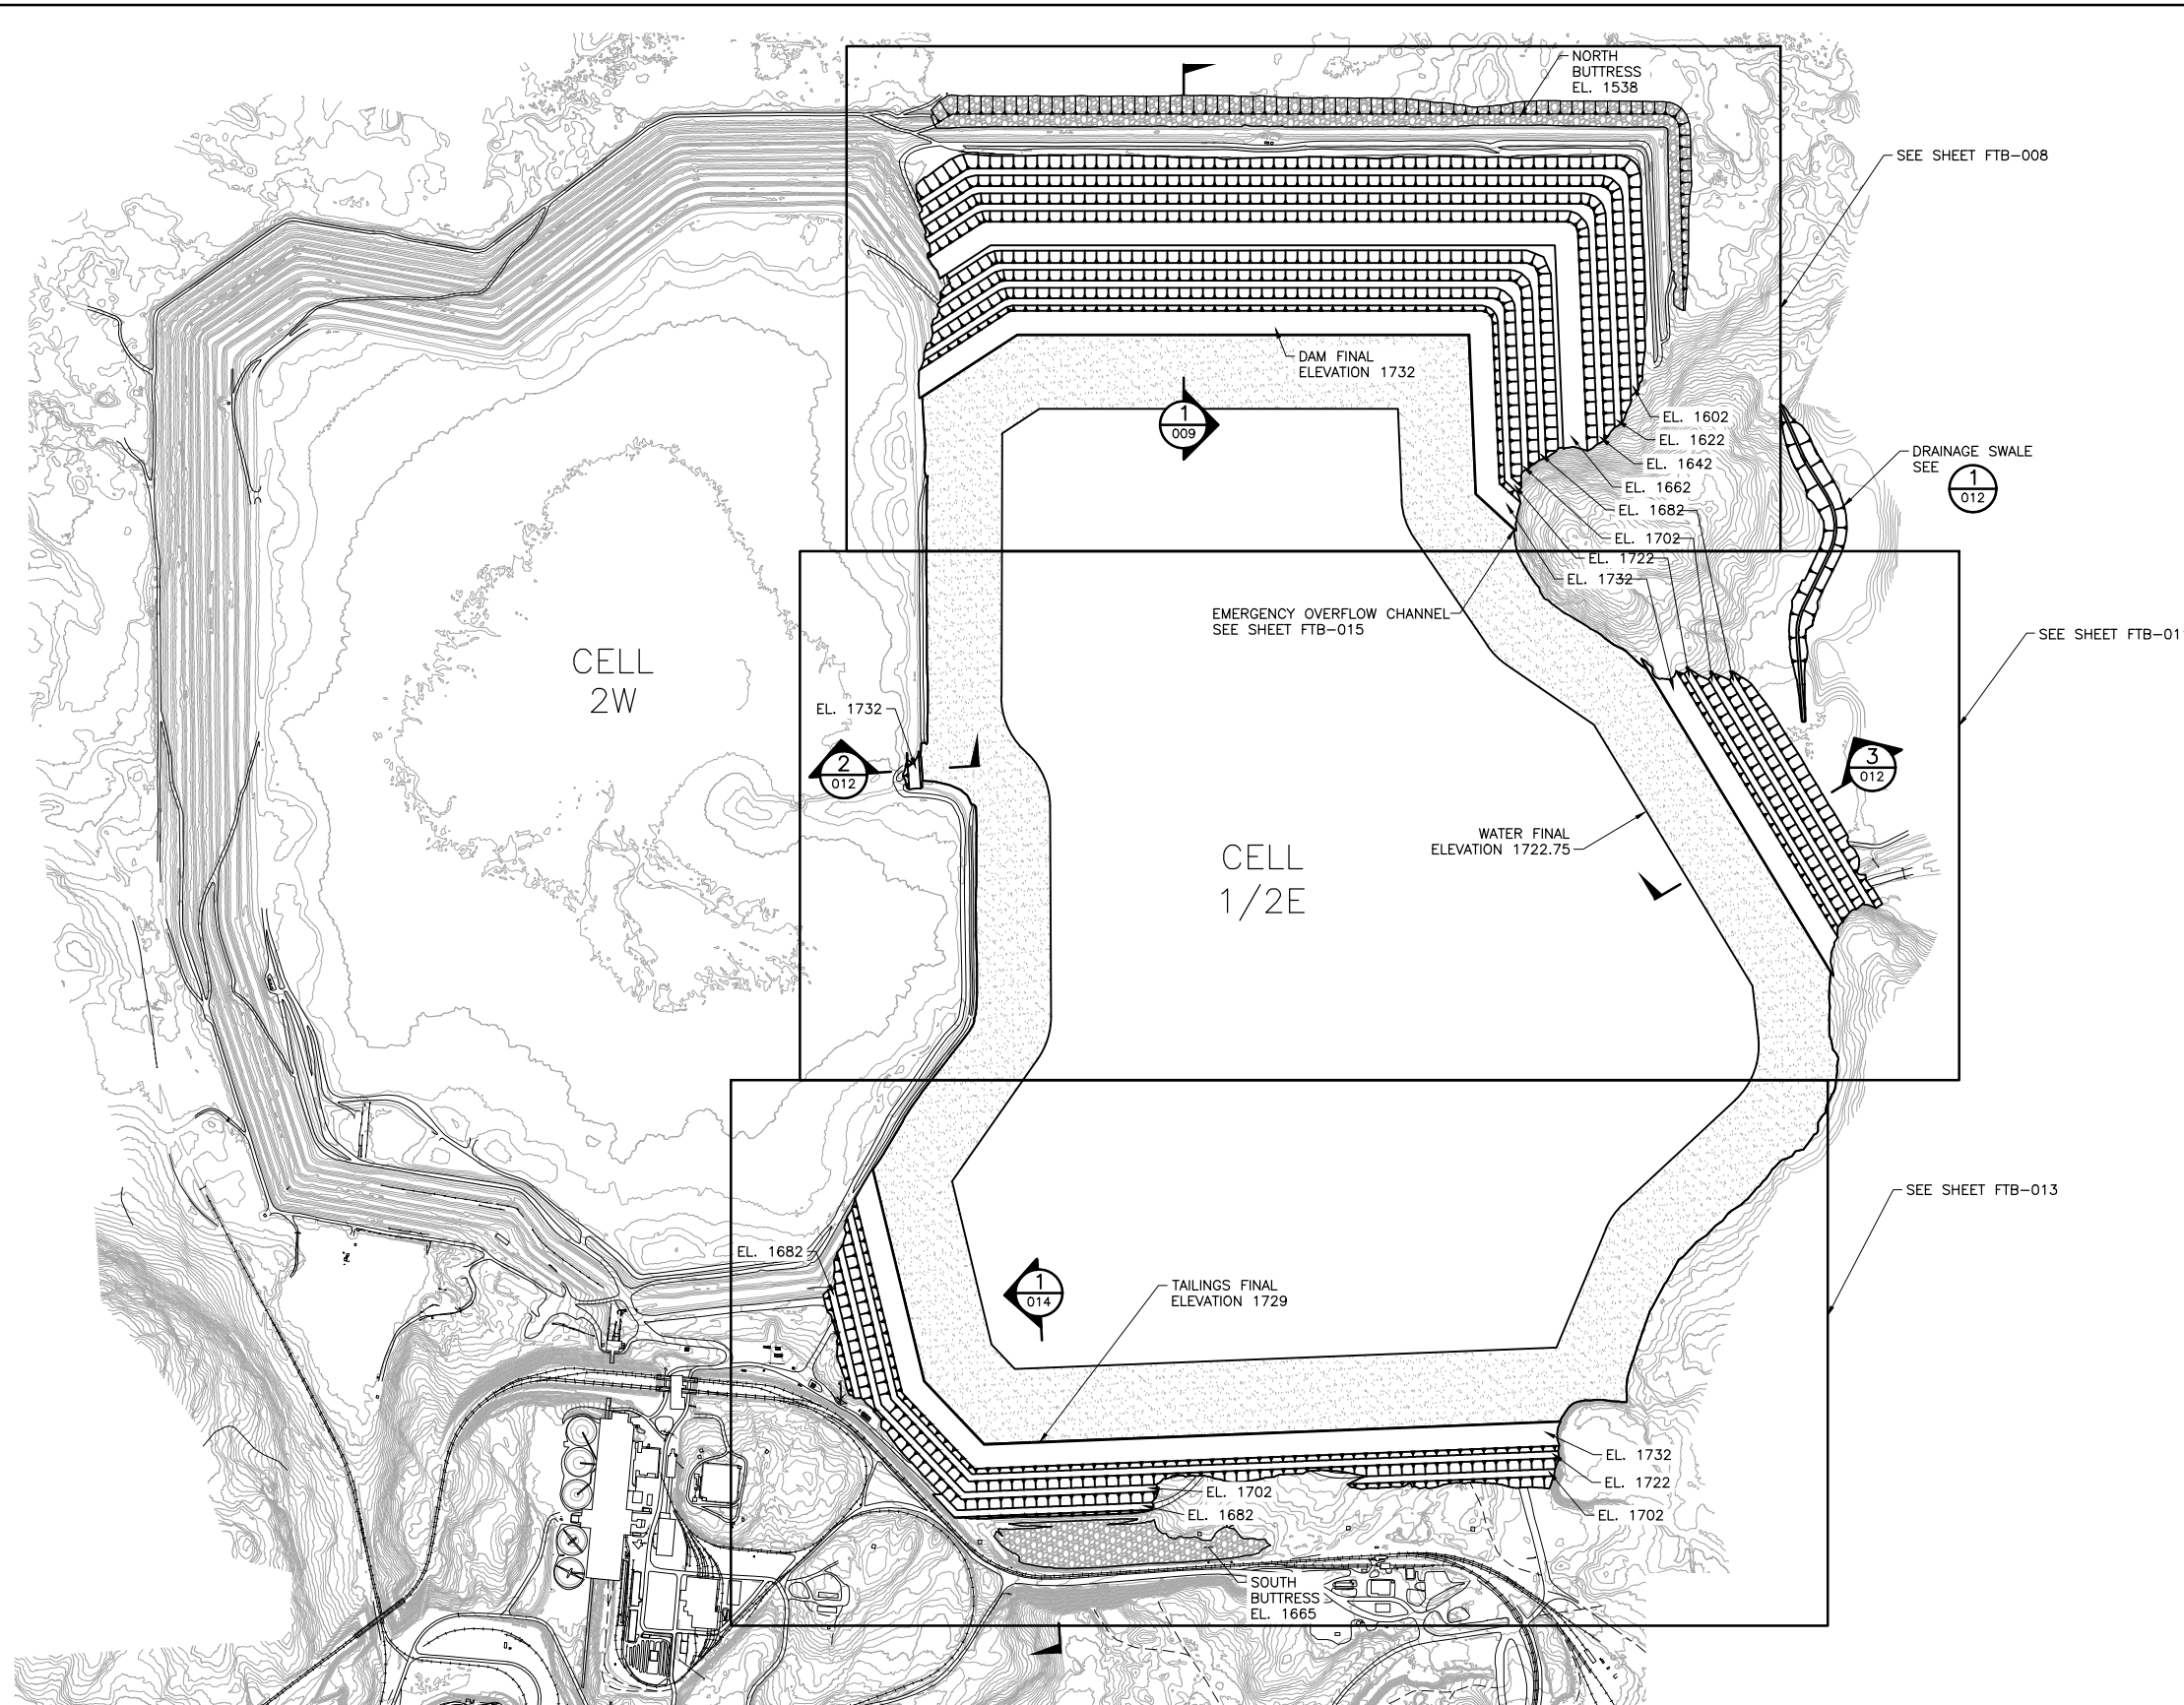 NORTH
BUTTRESS
EL. 1538
SEE SHEET FTB-008
DAM FINAL
ELEVATION 1732
1
009
EL. 1602
EL. 1622
EL. 1642
EL. 1662
EL. 1682
EL. 1702
EL. 1722
EL. 1732
DRAINAGE SWALE
SEE
1
012
EMERGENCY OVERFLOW CHANNEL
SEE SHEET FTB-015
SEE SHEET FTB-01
CELL
2W
EL. 1732
2
012
3
012
WATER FINAL
ELEVATION 1722.75
CELL
1/2E
SEE SHEET FTB-013
EL. 1682
1
014
TAILINGS FINAL
ELEVATION 1729
EL. 1732
EL. 1722
EL. 1702
EL. 1702
EL. 1682
SOUTH
BUTTRESS
EL. 1665